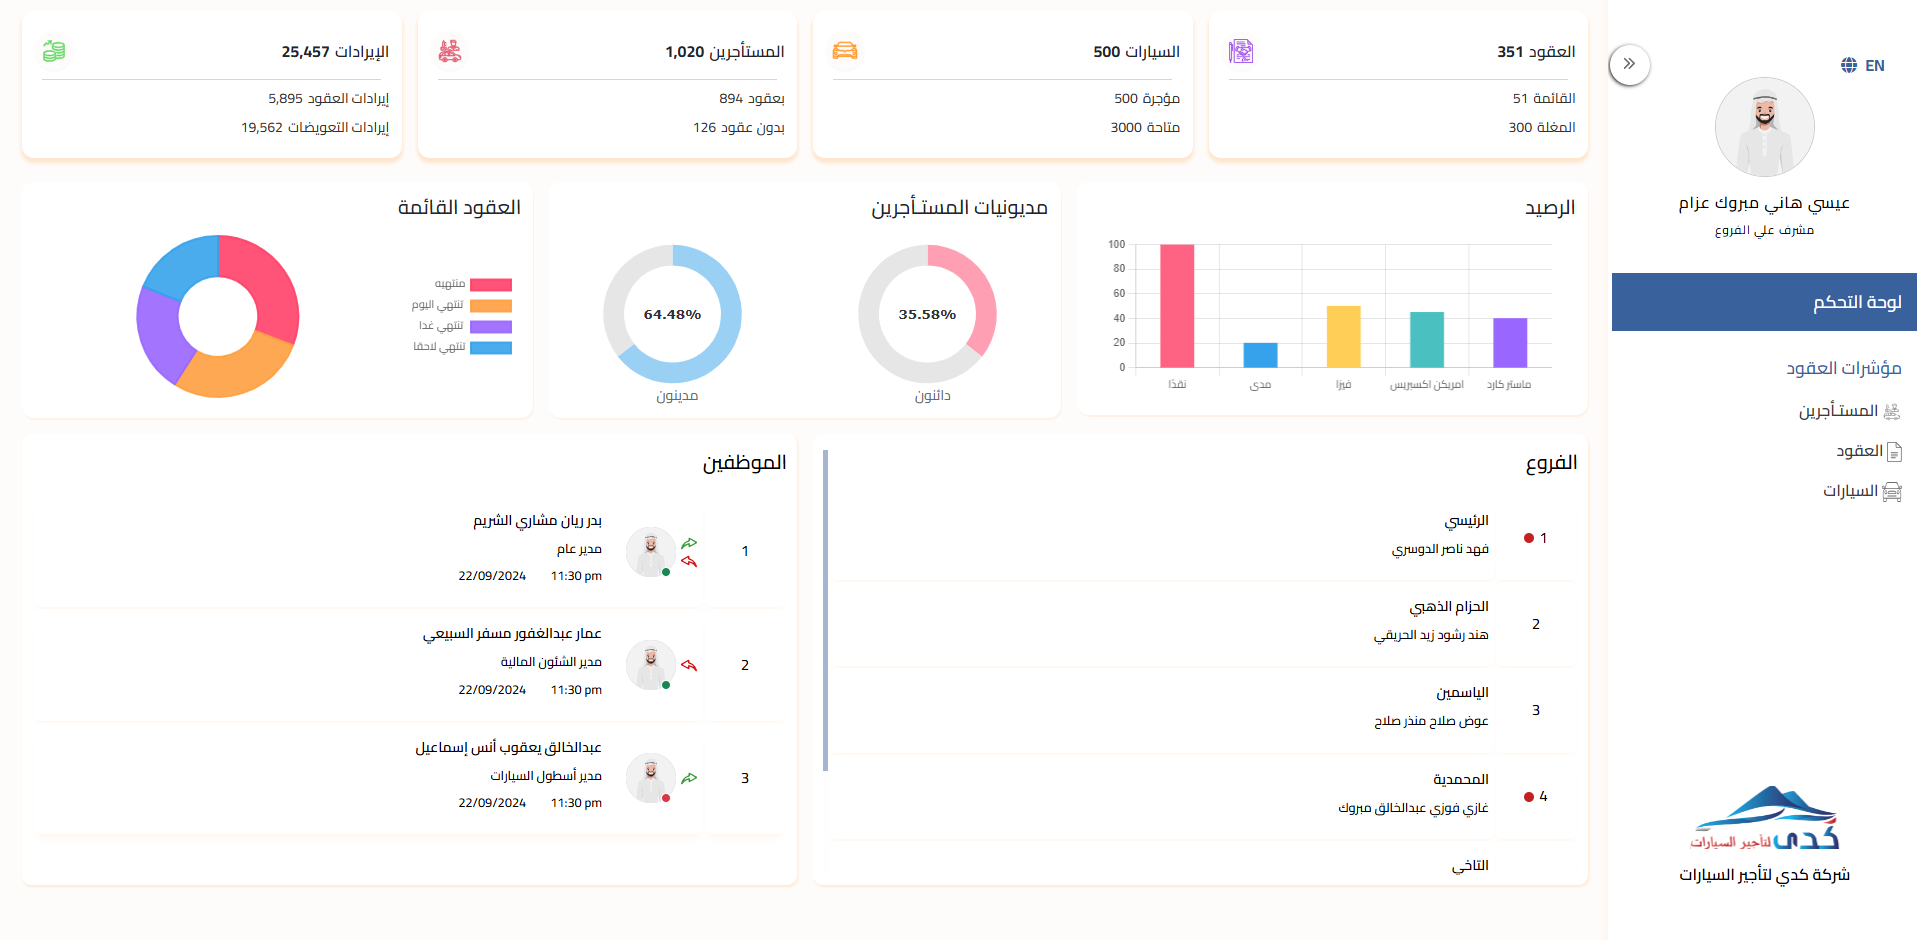 EN
عيسي هاني مبروك عزام
مشرف علي الفروع
لوحة التحكم
مؤشرات العقود
المستأجرين
العقود
السيارات
كدي لتأجير السيارات
شركة كدي لتأجير السيارات
العقود 351
القائمة 51
المغلة 300
السيارات 500
مؤجرة 500
متاحة 3000
المستأجرين 1,020
بعقود 894
بدون عقود 126
الإيرادات 25,457
إيرادات العقود 5,895
إيرادات التعويضات 19,562
الرصيد
100
80
60
40
20
0
نقدًا
مدى
فيزا
امريكن اكسبريس
ماستر كارد
مديونيات المستـأجرين
35.58%
دائنون
64.48%
مدينون
العقود القائمة
منتهيه
تنتهي اليوم
تنتهي غدا
تنتهي لاحقا
الفروع
1
الرئيسي
فهد ناصر الدوسري
2
الحزام الذهبي
هند رشود زيد الحريقي
3
الياسمين
عوض صلاح منذر صلاح
4
المحمدية
غازي فوزي عبدالخالق مبروك
التاخي
الموظفين
1
بدر ريان مشاري الشريم
مدير عام
11:30 pm 22/09/2024
2
عمار عبدالغفور مسفر السبيعي
مدير الشئون المالية
11:30 pm 22/09/2024
3
عبدالخالق يعقوب أنس إسماعيل
مدير أسطول السيارات
11:30 pm 22/09/2024